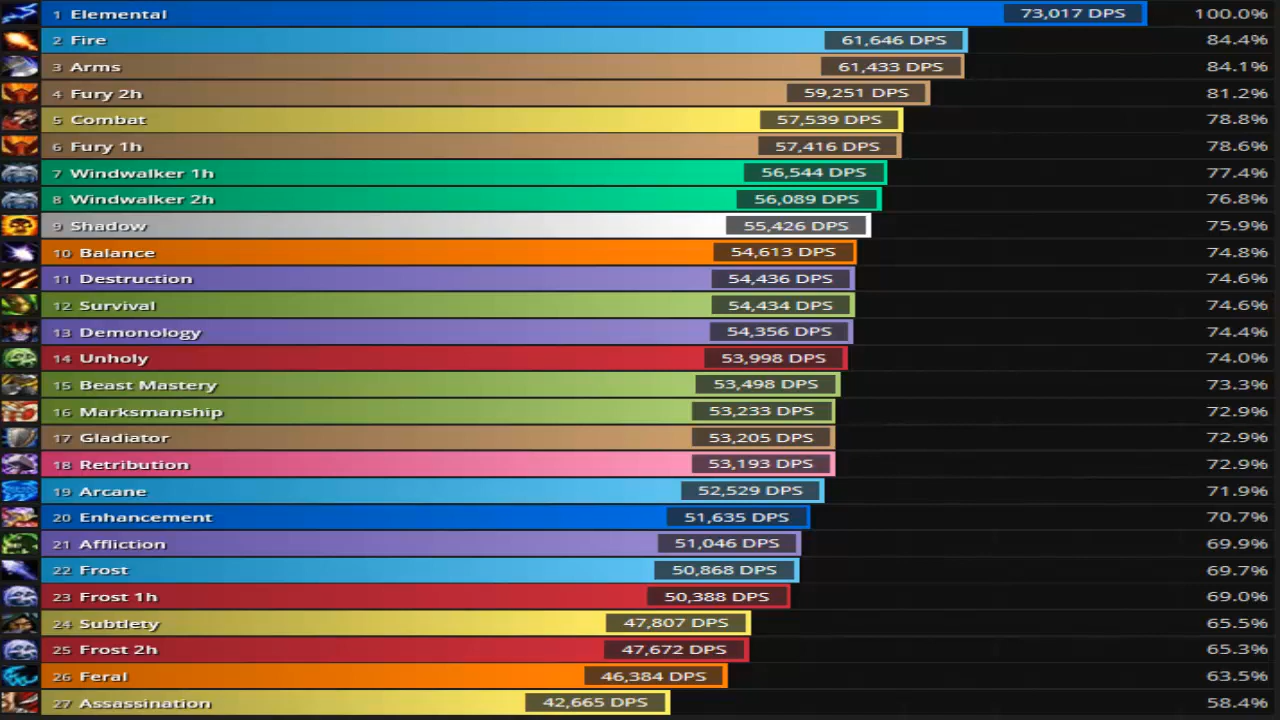 1 Elemental 73,017 DPS 100.0%
2 Fire 61,646 DPS 84.4%
3 Arms 61,433 DPS 84.1%
4 Fury 2h 59,251 DPS 81.2%
5 Combat 57,539 DPS 78.8%
6 Fury 1h 57,416 DPS 78.6%
7 Windwalker 1h 56,544 DPS 77.4%
8 Windwalker 2h 56,089 DPS 76.8%
9 Shadow 55,426 DPS 75.9%
10 Balance 54,613 DPS 74.8%
11 Destruction 54,436 DPS 74.6%
12 Survival 54,434 DPS 74.6%
13 Demonology 54,356 DPS 74.4%
14 Unholy 53,998 DPS 74.0%
15 Beast Mastery 53,498 DPS 73.3%
16 Marksmanship 53,233 DPS 72.9%
17 Gladiator 53,205 DPS 72.9%
18 Retribution 53,193 DPS 72.9%
19 Arcane 52,529 DPS 71.9%
20 Enhancement 51,635 DPS 70.7%
21 Affliction 51,046 DPS 69.9%
22 Frost 50,868 DPS 69.7%
23 Frost 1h 50,388 DPS 69.0%
24 Subtlety 47,807 DPS 65.5%
25 Frost 2h 47,672 DPS 65.3%
26 Feral 46,384 DPS 63.5%
27 Assassination 42,665 DPS 58.4%